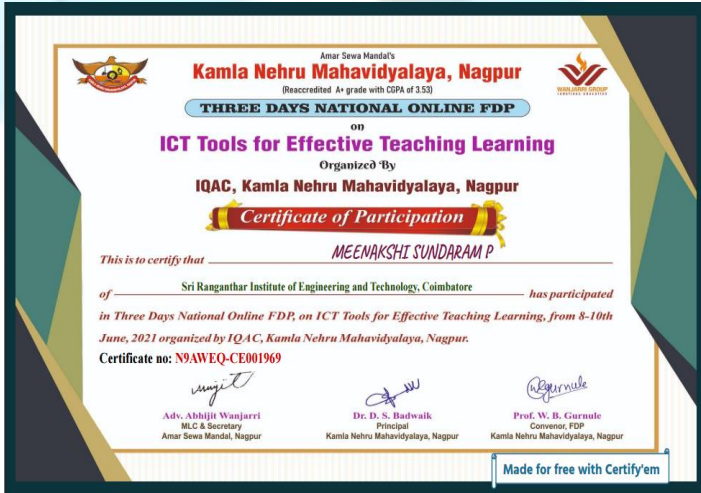 Amar Sewa Mandal's
Kamla Nehru Mahavidyalaya, Nagpur
(Reaccredited A+ grade with CGPA of 3.53)
WANJARRI GROUP
THREE DAYS NATIONAL ONLINE FDP
on
ICT Tools for Effective Teaching Learning
Organized By
IQAC, Kamla Nehru Mahavidyalaya, Nagpur
Certificate of Participation
This is to certify that MEENAKSHI SUNDARAM P
of Sri Ranganthar Institute of Engineering and Technology, Coimbatore has participated
in Three Days National Online FDP, on ICT Tools for Effective Teaching Learning, from 8-10th
June, 2021 organized by IQAC, Kamla Nehru Mahavidyalaya, Nagpur.
Certificate no: N9AWEQ-CE001969
Adv. Abhijit Wanjarri
MLC & Secretary
Amar Sewa Mandal, Nagpur
Dr. D. S. Badwaik
Principal
Kamla Nehru Mahavidyalaya, Nagpur
Prof. W. B. Gurnule
Convenor, FDP
Kamla Nehru Mahavidyalaya, Nagpur
Made for free with Certify'em